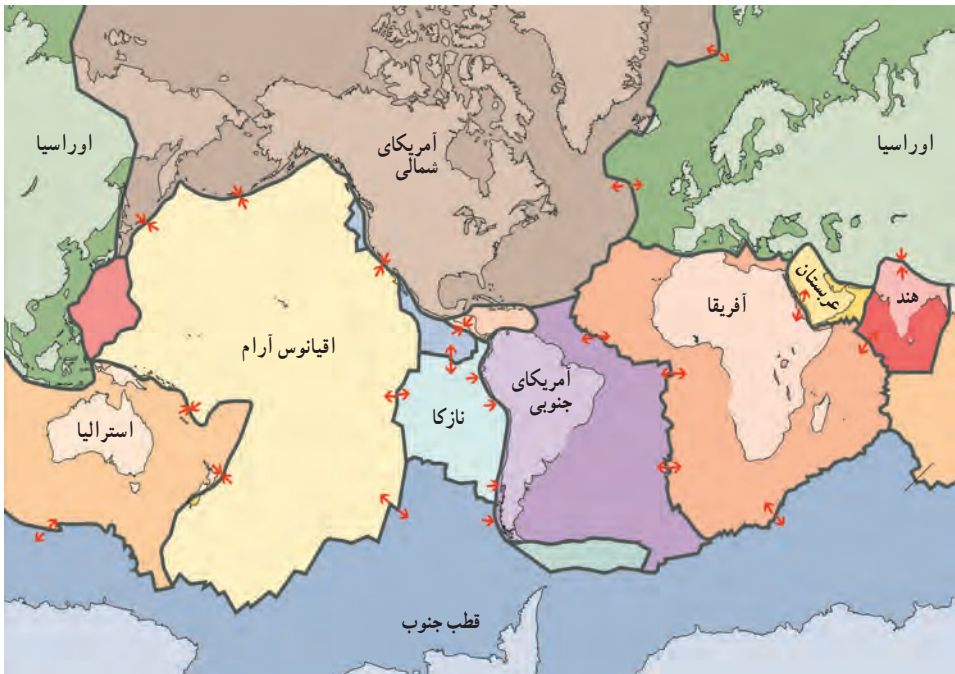 اوراسیا
آمریکای
شمالی
اوراسیا
عربستان
هند
آفریقا
اقیانوس آرام
آمریکای
جنوبی
نازکا
استرالیا
قطب جنوب